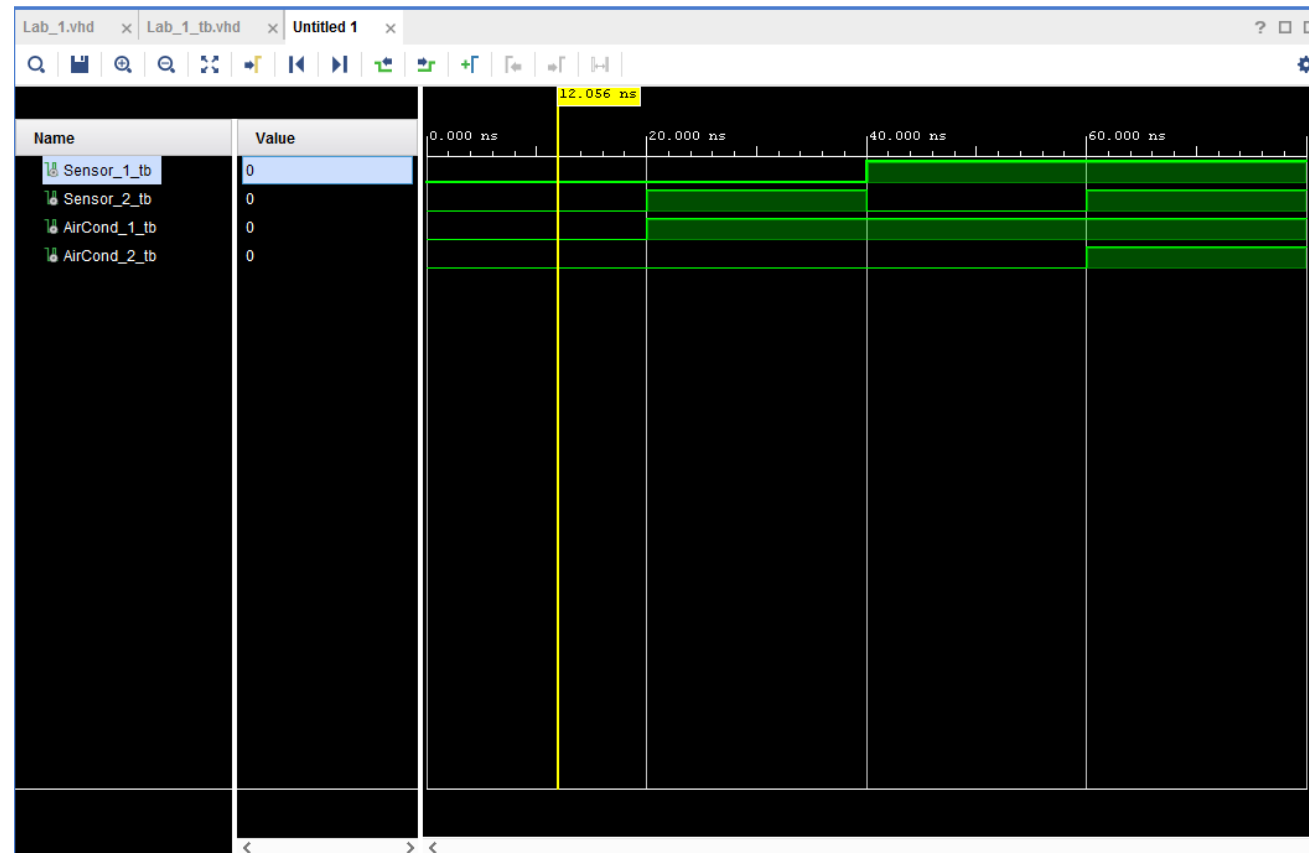 Lab_1.vhd × Lab_1_tb.vhd × Untitled 1 × ?
12.056 ns
Name Value 0.000 ns 20.000 ns 40.000 ns 60.000 ns
Sensor_1_tb 0
Sensor_2_tb 0
AirCond_1_tb 0
AirCond_2_tb 0